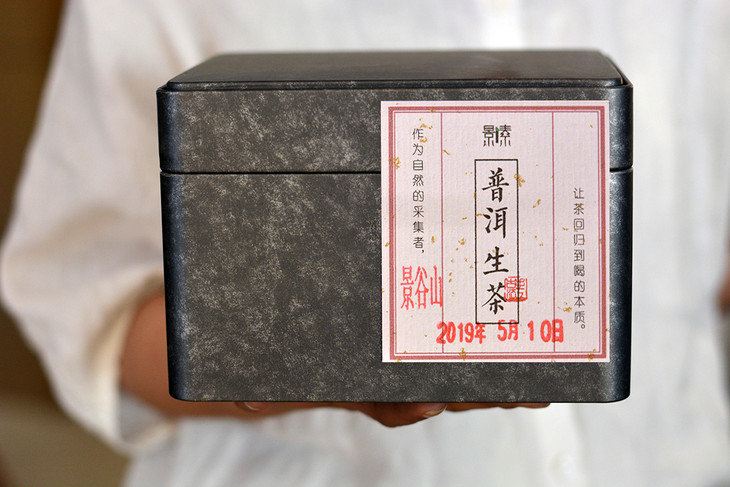 景素
普洱生茶
作为自然的采集者，
让茶回归到喝的本质。
景谷山
2019年 5月10日